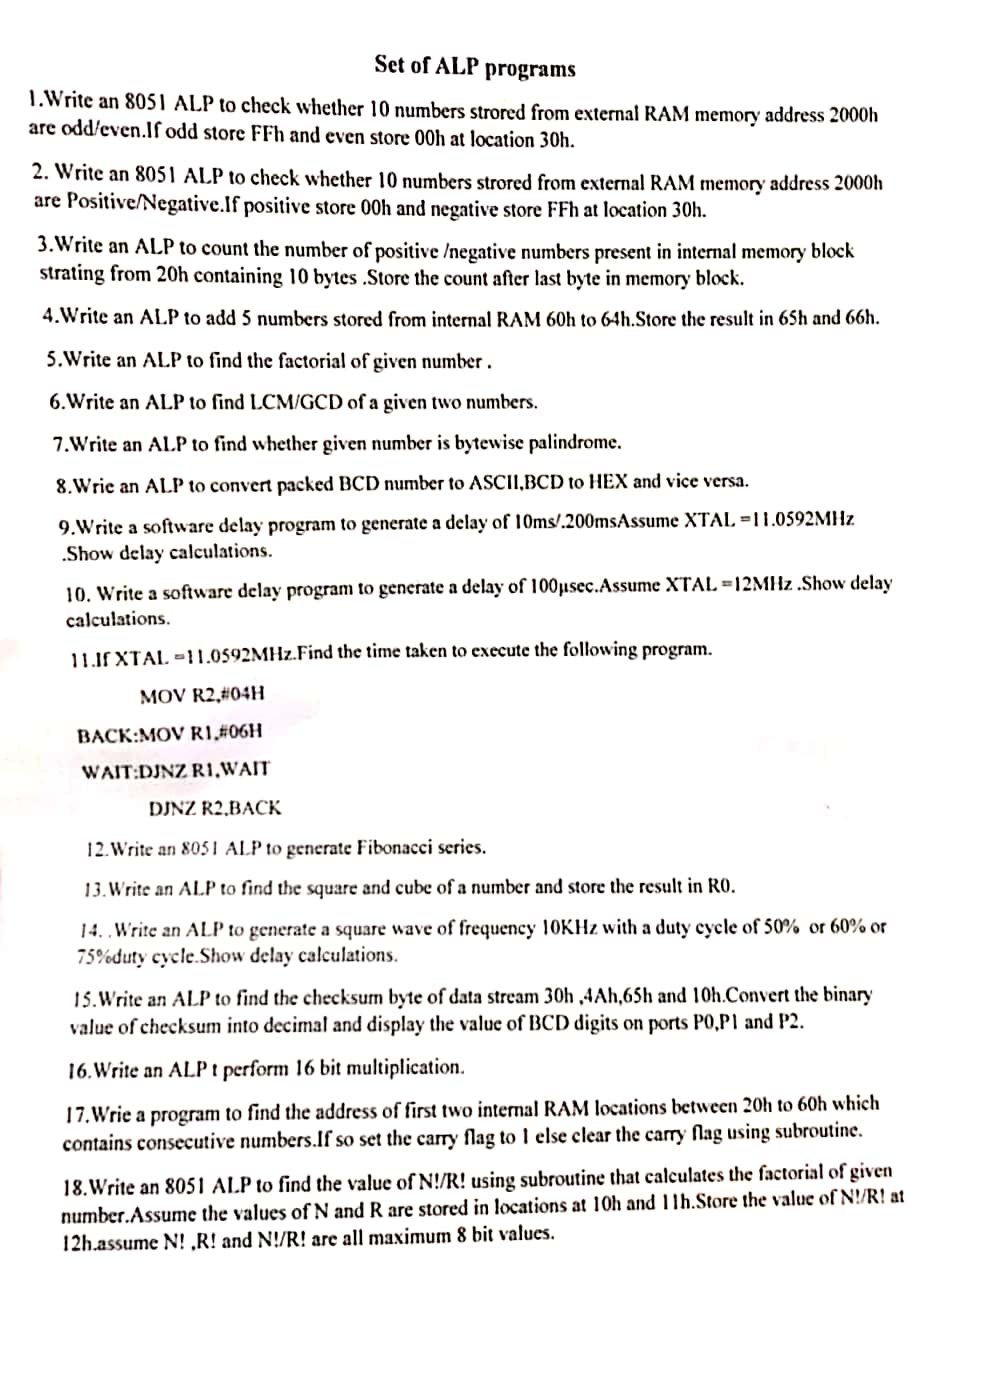 Set of ALP programs
1.Write an 8051 ALP to check whether 10 numbers strored from external RAM memory address 2000h
are odd/even.If odd store FFh and even store 00h at location 30h.
2. Write an 8051 ALP to check whether 10 numbers strored from external RAM memory address 2000h
are Positive/Negative.If positive store 00h and negative store FFh at location 30h.
3.Write an ALP to count the number of positive /negative numbers present in internal memory block
strating from 20h containing 10 bytes .Store the count after last byte in memory block.
4.Write an ALP to add 5 numbers stored from internal RAM 60h to 64h.Store the result in 65h and 66h.
5.Write an ALP to find the factorial of given number .
6.Write an ALP to find LCM/GCD of a given two numbers.
7.Write an ALP to find whether given number is bytewise palindrome.
8.Wrie an ALP to convert packed BCD number to ASCII,BCD to HEX and vice versa.
9.Write a software delay program to generate a delay of 10ms/.200msAssume XTAL =11.0592MHz
.Show delay calculations.
10. Write a software delay program to generate a delay of 100μsec.Assume XTAL =12MHz .Show delay
calculations.
11.If XTAL =11.0592MHz.Find the time taken to execute the following program.
MOV R2,#04H
BACK:MOV R1,#06H
WAIT:DJNZ R1,WAIT
DJNZ R2,BACK
12.Write an 8051 ALP to generate Fibonacci series.
13.Write an ALP to find the square and cube of a number and store the result in R0.
14. .Write an ALP to generate a square wave of frequency 10KHz with a duty cycle of 50% or 60% or
75%duty cycle.Show delay calculations.
15.Write an ALP to find the checksum byte of data stream 30h ,4Ah,65h and 10h.Convert the binary
value of checksum into decimal and display the value of BCD digits on ports P0,P1 and P2.
16.Write an ALP t perform 16 bit multiplication.
17.Wrie a program to find the address of first two internal RAM locations between 20h to 60h which
contains consecutive numbers.If so set the carry flag to 1 else clear the carry flag using subroutine.
18.Write an 8051 ALP to find the value of N!/R! using subroutine that calculates the factorial of given
number.Assume the values of N and R are stored in locations at 10h and 11h.Store the value of N!/R! at
12h.assume N! ,R! and N!/R! are all maximum 8 bit values.